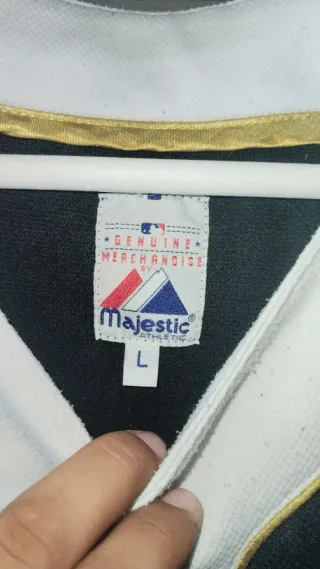 GENUINE
MERCHANDISE
BY
Majestic®
ATHLETIC
L